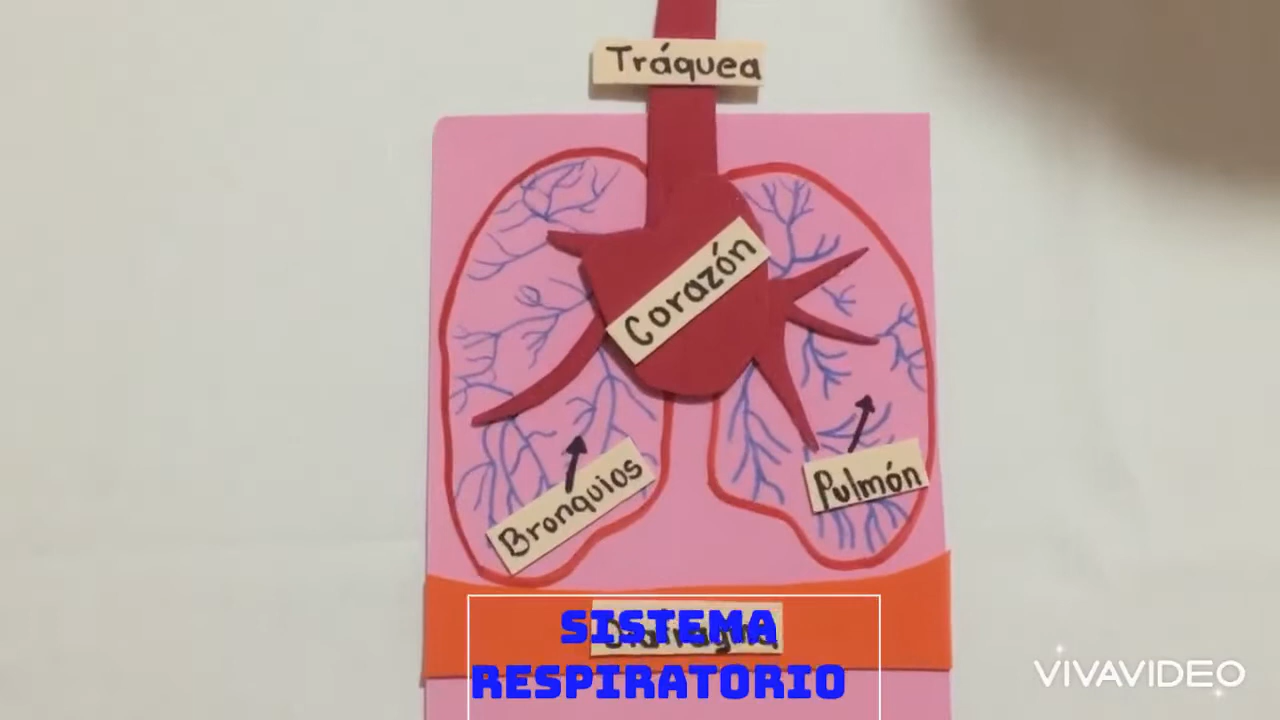 Tráquea
Corazón
Pulmón
Bronquios
SISTEMA
RESPIRATORIO
VIVAVIDEO